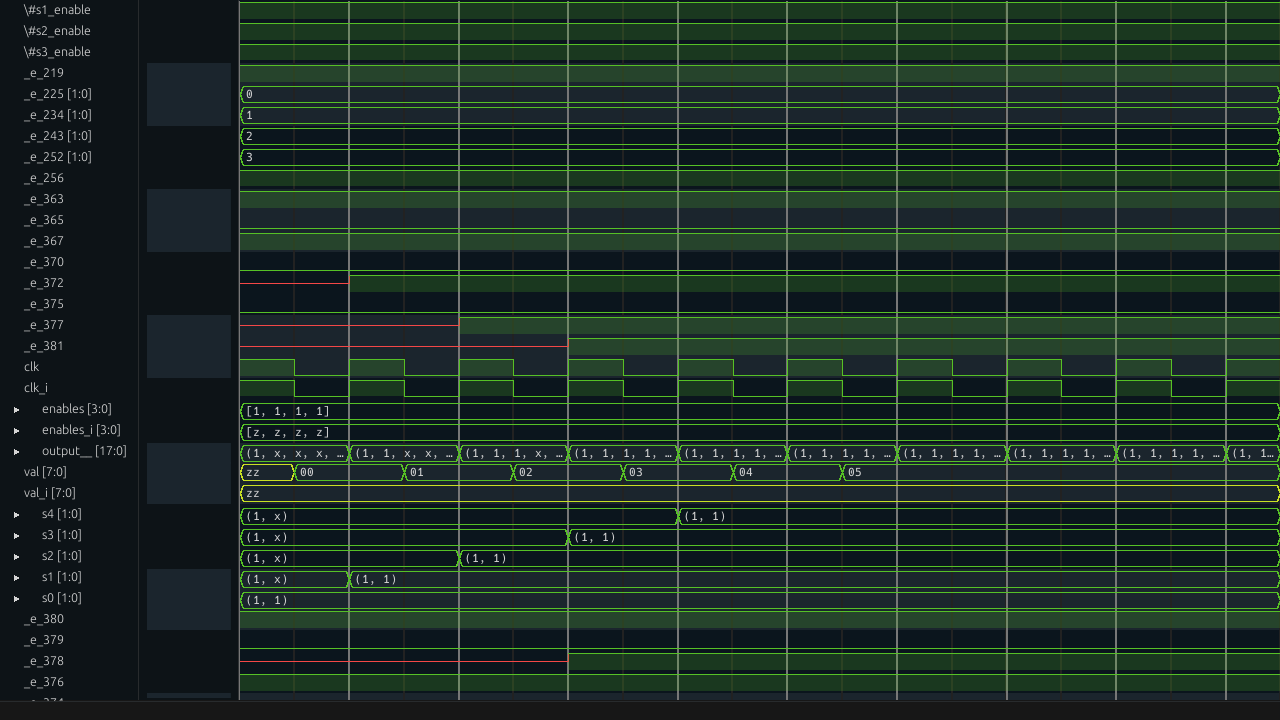 \#s1_enable
\#s2_enable
\#s3_enable
_e_219
_e_225 [1:0] 0
_e_234 [1:0] 1
_e_243 [1:0] 2
_e_252 [1:0] 3
_e_256
_e_363
_e_365
_e_367
_e_370
_e_372
_e_375
_e_377
_e_381
clk
clk_i
enables [3:0] [1, 1, 1, 1]
enables_i [3:0] [z, z, z, z]
output__ [17:0] (1, x, x, x, … (1, 1, x, x, … (1, 1, 1, x, … (1, 1, 1, 1, … (1, 1, 1, 1, … (1, 1, 1, 1, … (1, 1, 1, 1, … (1, 1, 1, 1, … (1, 1, 1, 1, … (1, 1…
val [7:0] zz 00 01 02 03 04 05
val_i [7:0] zz
s4 [1:0] (1, x) (1, 1)
s3 [1:0] (1, x) (1, 1)
s2 [1:0] (1, x) (1, 1)
s1 [1:0] (1, x) (1, 1)
s0 [1:0] (1, 1)
_e_380
_e_379
_e_378
_e_376